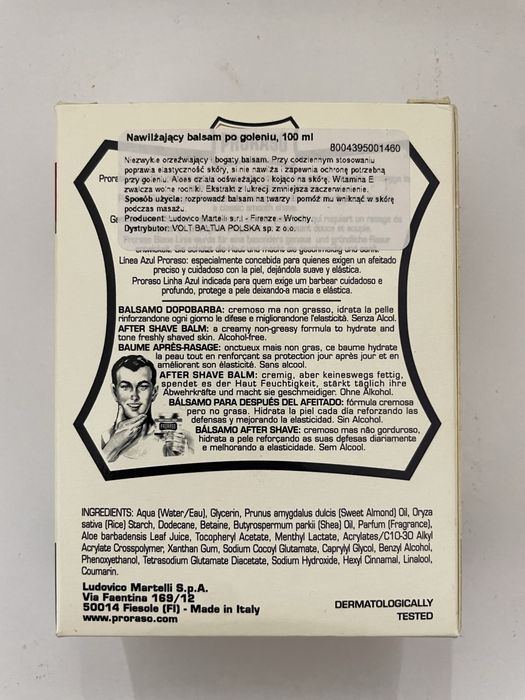 Nawilżający balsam po goleniu, 100 ml
8004395001460
Niezwykle orzeźwiający i bogaty balsam. Przy codziennym stosowaniu
poprawia elastyczność skóry, silnie nawilża i zapewnia ochronę potrzebną
przy goleniu. Aloes działa odświeżająco i kojąco na skórę. Witamina E
zwalcza wolne rodniki. Ekstrakt z lukrecji zmniejsza zaczerwienienie.
Sposób użycia: rozprowadź balsam na twarzy i pomóż mu wniknąć w skórę
podczas masażu.
Producent: Ludovico Martelli s.r.l - Firenze - Włochy.
Dystrybutor: VOLT BALTIJA POLSKA sp. z o.o.
Línea Azul Proraso: especialmente concebida para quienes exigen un afeitado
preciso y cuidadoso con la piel, dejándola suave y elástica.
Proraso Linha Azul indicada para quem exige um barbear cuidadoso e
profundo, protege a pele deixando-a macia e elástica.
BALSAMO DOPOBARBA: cremoso ma non grasso, idrata la pelle
rinforzandone ogni giorno le difese e migliorandone l'elasticità. Senza Alcol.
AFTER SHAVE BALM: a creamy non-greasy formula to hydrate and
tone freshly shaved skin. Alcohol-free.
BAUME APRÈS-RASAGE: onctueux mais non gras, ce baume hydrate
la peau tout en renforçant sa protection jour après jour et en
améliorant son élasticité. Sans alcool.
AFTER SHAVE BALM: cremig, aber keineswegs fettig,
spendet es der Haut Feuchtigkeit, stärkt täglich ihre
Abwehrkräfte und macht sie geschmeidiger. Ohne Alkohol.
BÁLSAMO PARA DESPUÉS DEL AFEITADO: fórmula cremosa
pero no grasa. Hidrata la piel cada día reforzando las
defensas y mejorando la elasticidad. Sin Alcohol.
BÁLSAMO AFTER SHAVE: cremoso mas não gorduroso,
hidrata a pele reforçando as suas defesas diariamente
e melhorando a elasticidade. Sem Alcool.
PRORASO
INGREDIENTS: Aqua (Water/Eau), Glycerin, Prunus amygdalus dulcis (Sweet Almond) Oil, Oryza
sativa (Rice) Starch, Dodecane, Betaine, Butyrospermum parkii (Shea) Oil, Parfum (Fragrance),
Aloe barbadensis Leaf Juice, Tocopheryl Acetate, Menthyl Lactate, Acrylates/C10-30 Alkyl
Acrylate Crosspolymer, Xanthan Gum, Sodium Cocoyl Glutamate, Caprylyl Glycol, Benzyl Alcohol,
Phenoxyethanol, Tetrasodium Glutamate Diacetate, Sodium Hydroxide, Hexyl Cinnamal, Linalool,
Coumarin.
Ludovico Martelli S.p.A.
Via Faentina 169/12
50014 Fiesole (FI) - Made in Italy
www.proraso.com
DERMATOLOGICALLY
TESTED